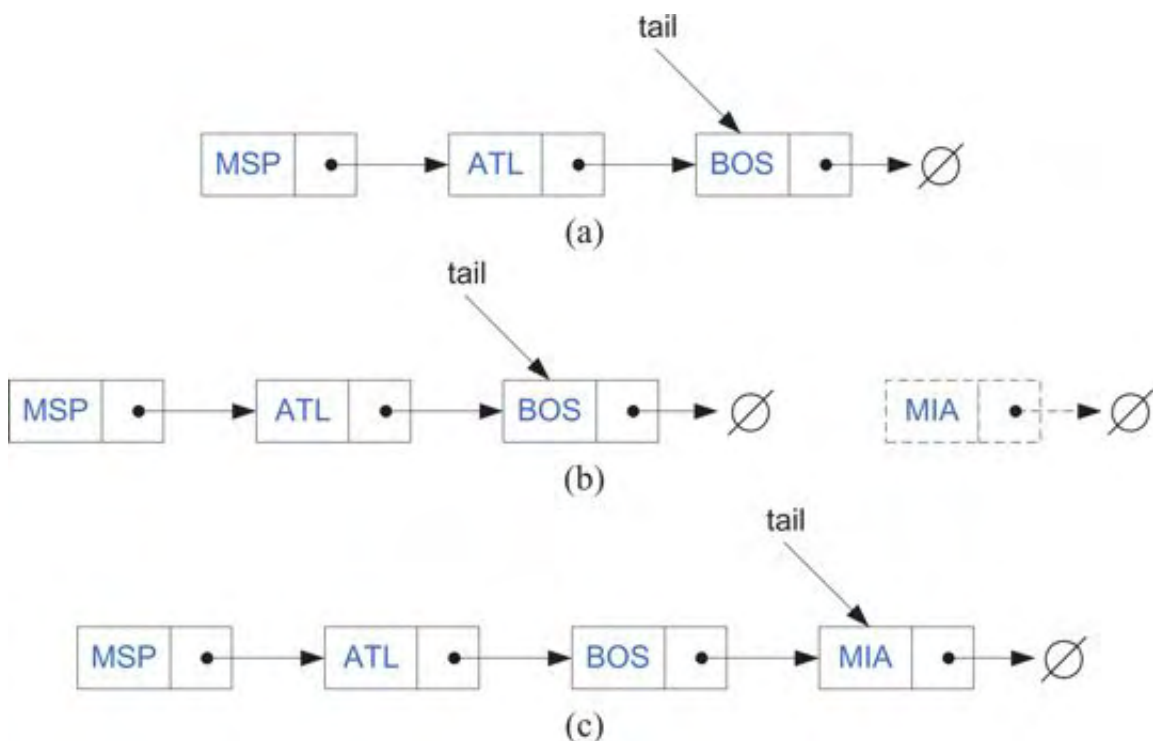 tail
MSP ATL BOS
(a)
tail
MSP ATL BOS MIA
(b)
tail
MSP ATL BOS MIA
(c)